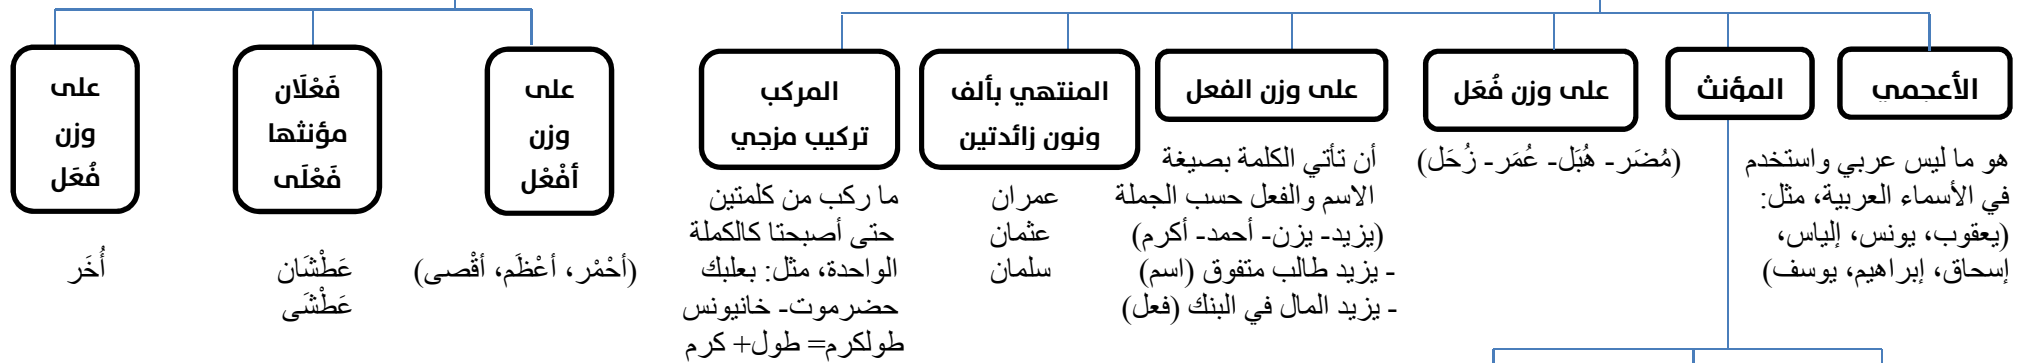 الأعجمي
هو ما ليس عربي واستخدم
في الأسماء العربية، مثل:
(يعقوب، يونس، إلياس،
إسحاق، إبراهيم، يوسف)
المؤنث
على وزن فُعَل
(مُضَر- هُبَل- عُمَر- زُحَل)
على وزن الفعل
أن تأتي الكلمة بصيغة
الاسم والفعل حسب الجملة
(يزيد- يزن- أحمد- أكرم)
- يزيد طالب متفوق (اسم)
- يزيد المال في البنك (فعل)
المنتهي بألف
ونون زائدتين
عمران
عثمان
سلمان
المركب
تركيب مزجي
ما ركب من كلمتين
حتى أصبحتا كالكملة
الواحدة، مثل: بعلبك
حضرموت- خانيونس
طولكرم= طول+ كرم
على
وزن
أفْعْل
(أحْمْر، أعْظَم، أقْصى)
فَعْلَان
مؤنثها
فَعْلَى
عَطْشَان
عَطْشَى
على
وزن
فُعَل
أُخَر